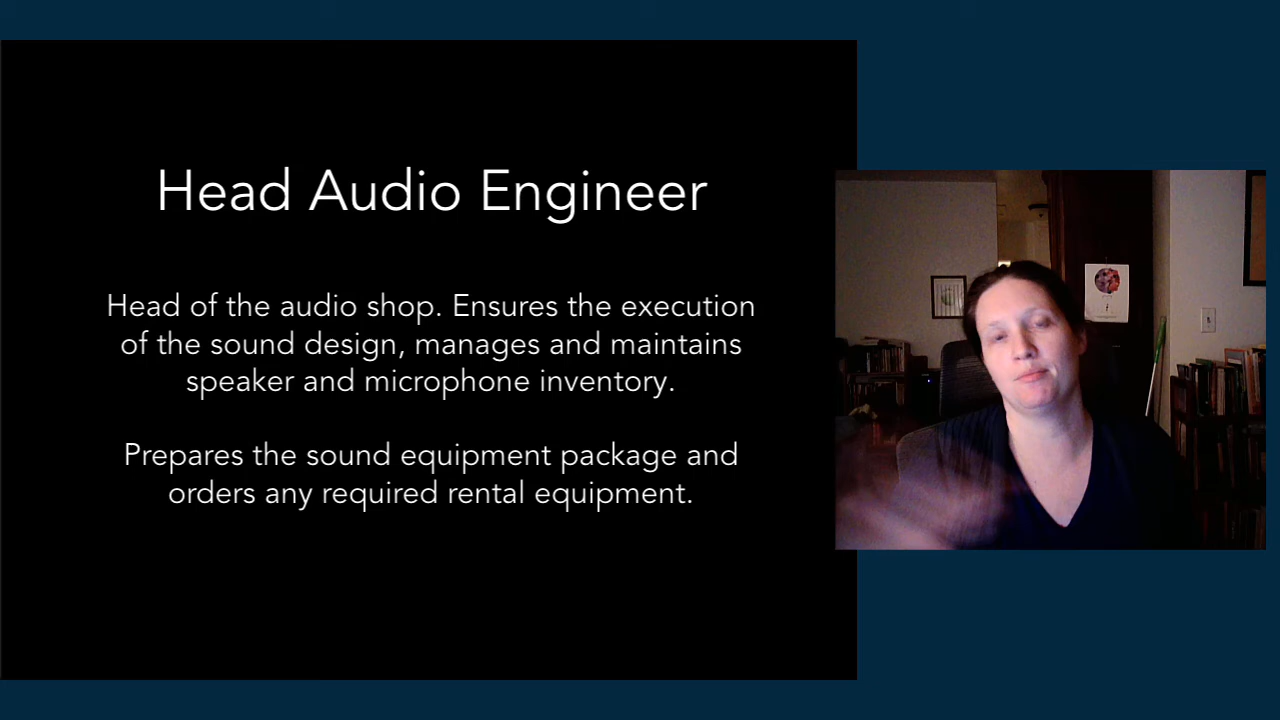 Head Audio Engineer
Head of the audio shop. Ensures the execution
of the sound design, manages and maintains
speaker and microphone inventory.
Prepares the sound equipment package and
orders any required rental equipment.